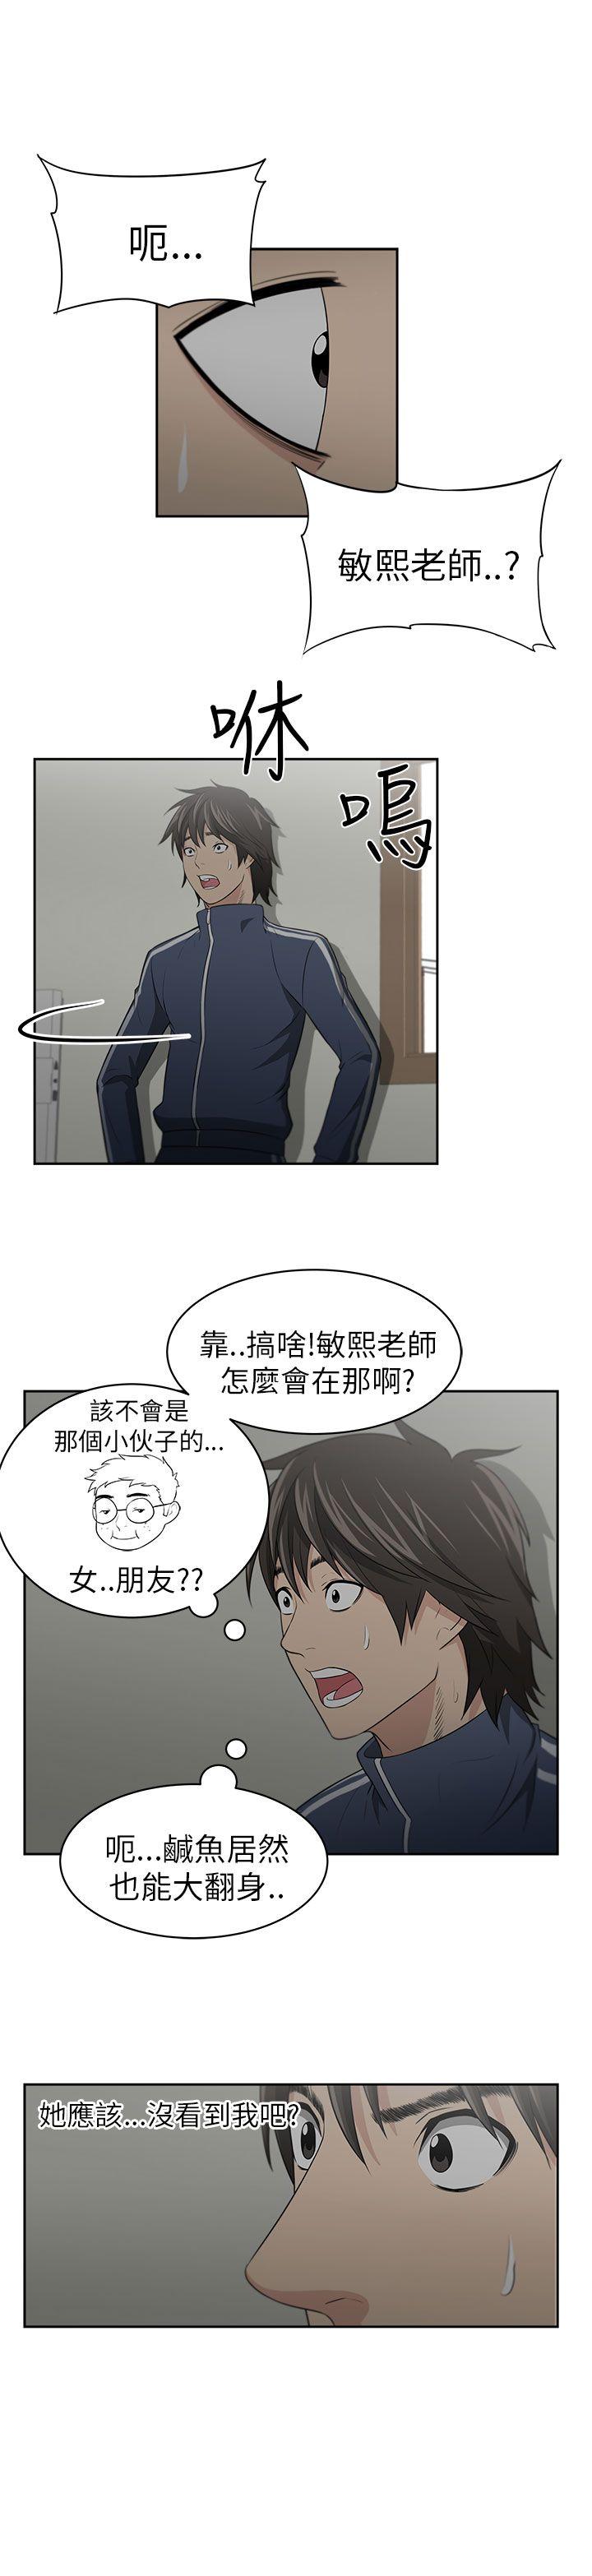 呃...
敏熙老師..?
咻
嗚
靠..搞啥!敏熙老師
怎麼會在那啊?
該不會是
那個小伙子的...
女..朋友??
呃...鹹魚居然
也能大翻身..
她應該...沒看到我吧?